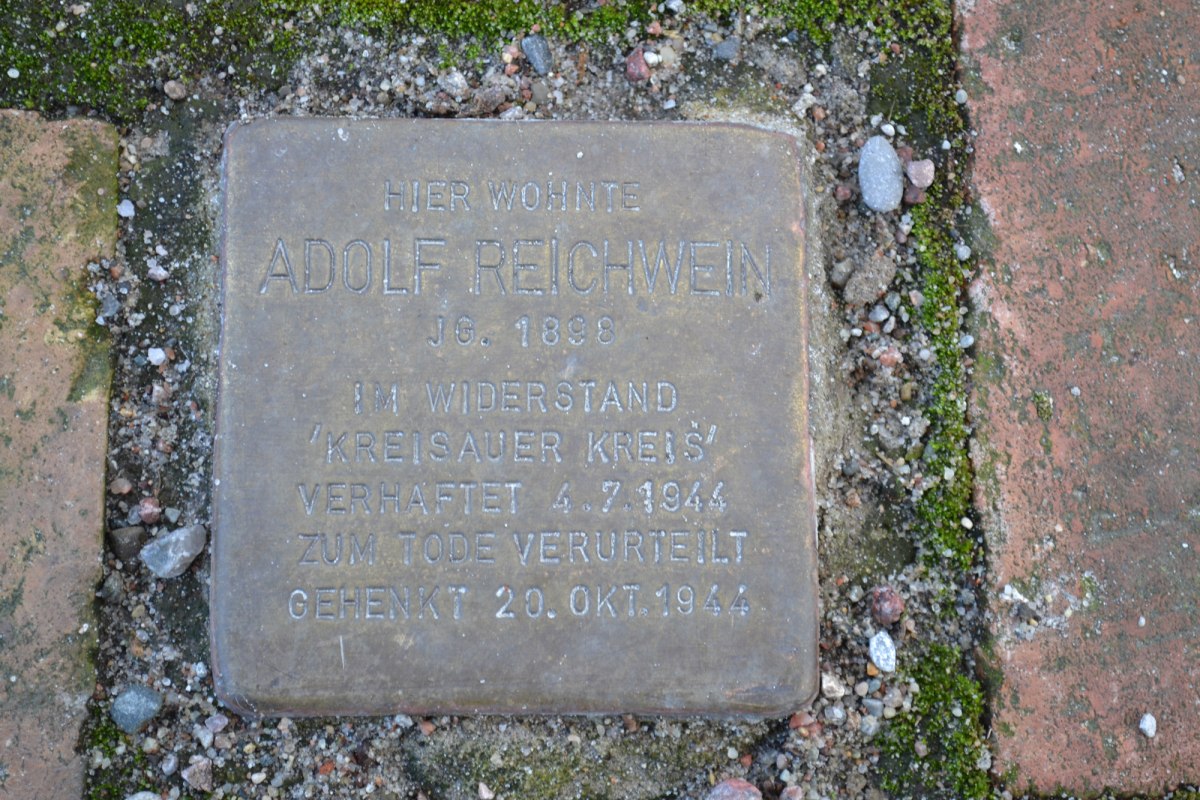 HIER WOHNTE
ADOLF REICHWEIN
JG. 1898
IM WIDERSTAND
'KREISAUER KREIS'
VERHAFTET 4.7.1944
ZUM TODE VERURTEILT
GEHENKT 20. OKT. 1944